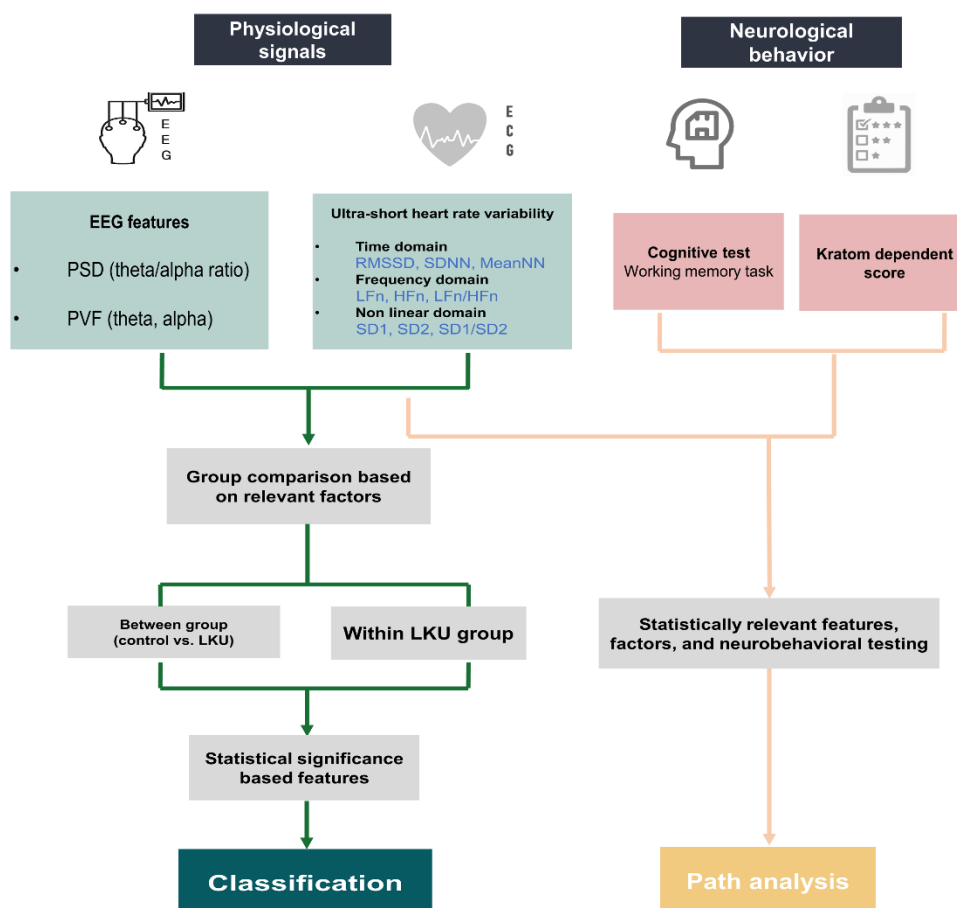 Physiological
signals
Neurological
behavior
E
E
G
E
C
G
EEG features
• PSD (theta/alpha ratio)
• PVF (theta, alpha)
Ultra-short heart rate variability
• Time domain
RMSSD, SDNN, MeanNN
• Frequency domain
LFn, HFn, LFn/HFn
• Non linear domain
SD1, SD2, SD1/SD2
Cognitive test
Working memory task
Kratom dependent
score
Group comparison based
on relevant factors
Between group
(control vs. LKU)
Within LKU group
Statistically relevant features,
factors, and neurobehavioral testing
Statistical significance
based features
Classification
Path analysis